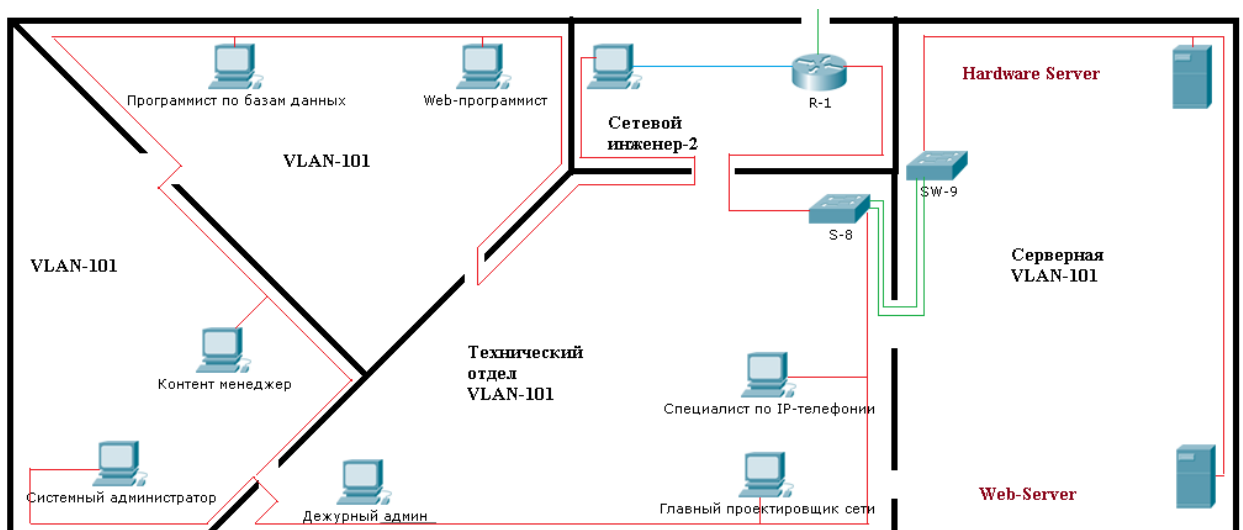 Программист по базам данных
Web-программист
VLAN-101
Сетевой
инженер-2
R-1
Hardware Server
SW-9
S-8
VLAN-101
Серверная
VLAN-101
Контент менеджер
Технический
отдел
VLAN-101
Специалист по IP-телефонии
Системный администратор
Дежурный админ
Главный проектировщик сети
Web-Server